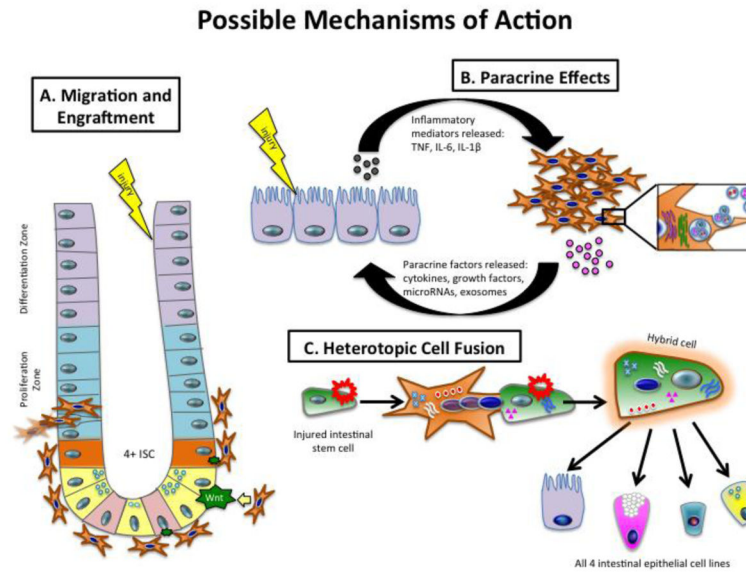 Possible Mechanisms of Action
A. Migration and
Engraftment
injury
Differentiation Zone
Proliferation
Zone
4+ ISC
Wnt
B. Paracrine Effects
injury
Inflammatory
mediators released:
TNF, IL-6, IL-1β
Paracrine factors released:
cytokines, growth factors,
microRNAs, exosomes
C. Heterotopic Cell Fusion
Injured intestinal
stem cell
Hybrid cell
All 4 intestinal epithelial cell lines